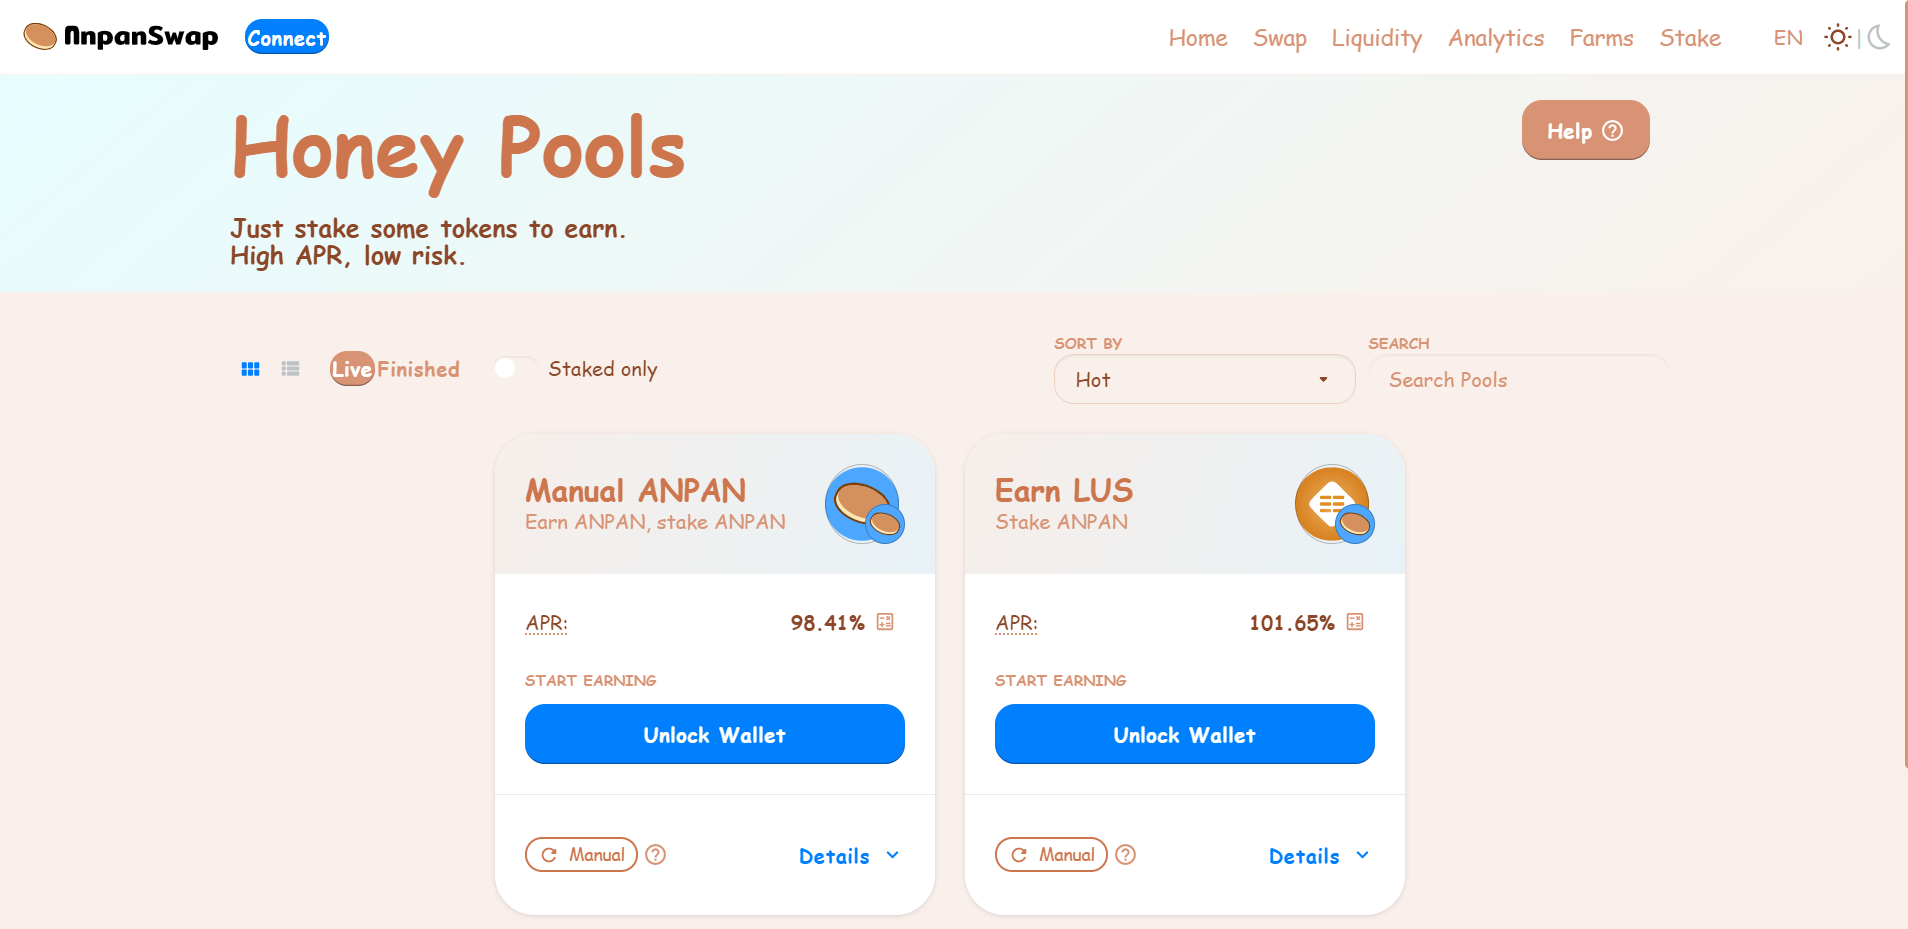 AnpanSwap
Connect
Home Swap Liquidity Analytics Farms Stake EN
Honey Pools
Help
Just stake some tokens to earn.
High APR, low risk.
Live Finished
Staked only
SORT BY
Hot
SEARCH
Search Pools
Manual ANPAN
Earn ANPAN, stake ANPAN
APR: 98.41%
START EARNING
Unlock Wallet
Manual
Details
Earn LUS
Stake ANPAN
APR: 101.65%
START EARNING
Unlock Wallet
Manual
Details